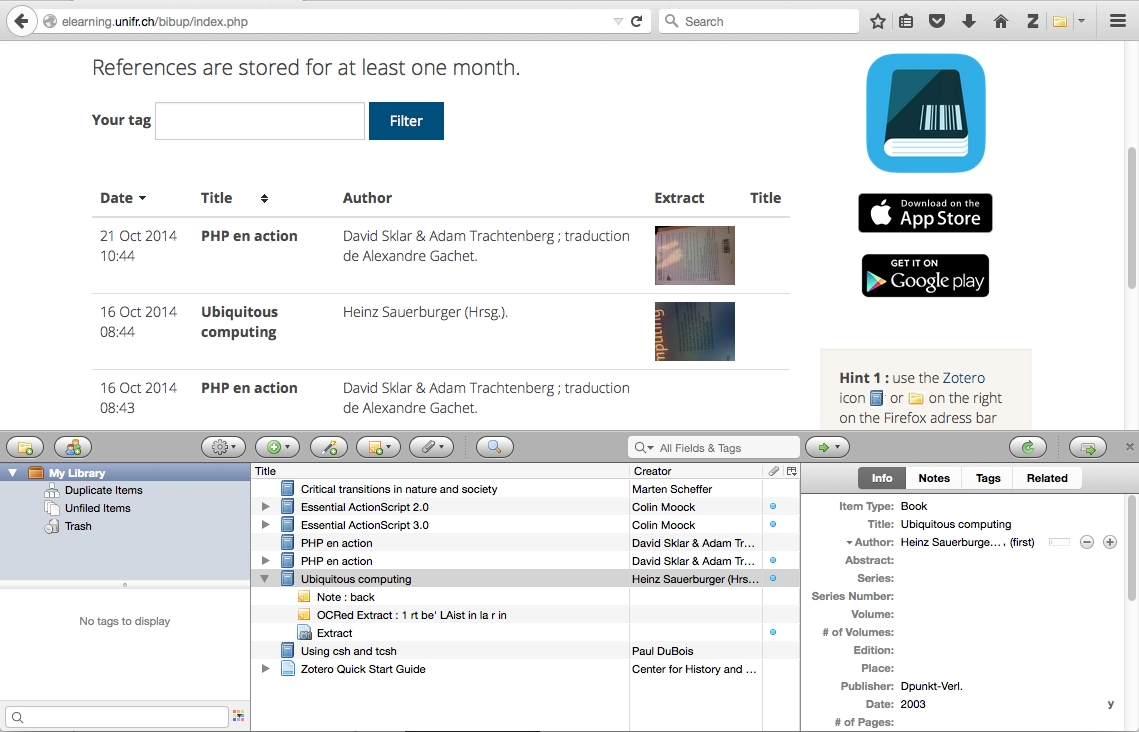 elearning.unifr.ch/bibup/index.php
Search
References are stored for at least one month.
Your tag
Filter
Date
Title
Author
Extract
Title
21 Oct 2014
10:44
PHP en action
David Sklar & Adam Trachtenberg ; traduction
de Alexandre Gachet.
16 Oct 2014
08:44
Ubiquitous
computing
Heinz Sauerburger (Hrsg.).
mputing
16 Oct 2014
08:43
PHP en action
David Sklar & Adam Trachtenberg ; traduction
de Alexandre Gachet.
Download on the
App Store
GET IT ON
Google play
Hint 1 : use the Zotero
icon or on the right
on the Firefox adress bar
All Fields & Tags
My Library
Duplicate Items
Unfiled Items
Trash
No tags to display
Title
Creator
Critical transitions in nature and society
Marten Scheffer
Essential ActionScript 2.0
Colin Moock
Essential ActionScript 3.0
Colin Moock
PHP en action
David Sklar & Adam Tr...
PHP en action
David Sklar & Adam Tr...
Ubiquitous computing
Heinz Sauerburger (Hrs...
Note : back
OCRed Extract : 1 rt be' LAist in la r in
Extract
Using csh and tcsh
Paul DuBois
Zotero Quick Start Guide
Center for History and ...
Info
Notes
Tags
Related
Item Type: Book
Title: Ubiquitous computing
Author: Heinz Sauerburge... , (first)
Abstract:
Series:
Series Number:
Volume:
# of Volumes:
Edition:
Place:
Publisher: Dpunkt-Verl.
Date: 2003 y
# of Pages: